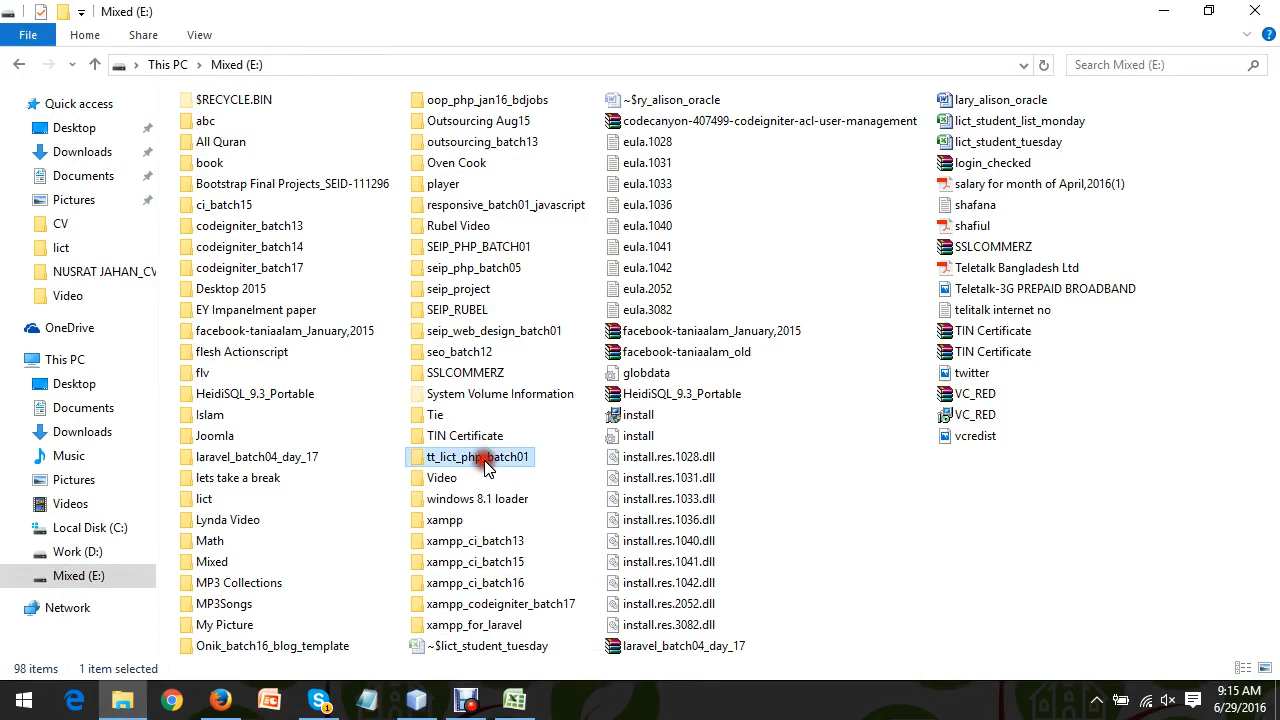 Mixed (E:)
File
Home
Share
View
This PC
Mixed (E:)
Search Mixed (E:)
Quick access
Desktop
Downloads
Documents
Pictures
CV
lict
NUSRAT JAHAN_CV
Video
OneDrive
This PC
Desktop
Documents
Downloads
Music
Pictures
Videos
Local Disk (C:)
Work (D:)
Mixed (E:)
Network
$RECYCLE.BIN
abc
All Quran
book
Bootstrap Final Projects_SEID-111296
ci_batch15
codeigniter_batch13
codeigniter_batch14
codeigniter_batch17
Desktop 2015
EY Impanelment paper
facebook-taniaalam_January,2015
flesh Actionscript
flv
HeidiSQL_9.3_Portable
Islam
Joomla
laravel_batch04_day_17
lets take a break
lict
Lynda Video
Math
Mixed
MP3 Collections
MP3Songs
My Picture
Onik_batch16_blog_template
oop_php_jan16_bdjobs
Outsourcing Aug15
outsourcing_batch13
Oven Cook
player
responsive_batch01_javascript
Rubel Video
SEIP_PHP_BATCH01
seip_php_batch05
seip_project
SEIP_RUBEL
seip_web_design_batch01
seo_batch12
SSLCOMMERZ
System Volume Information
Tie
TIN Certificate
tt_lict_php_batch01
Video
windows 8.1 loader
xampp
xampp_ci_batch13
xampp_ci_batch15
xampp_ci_batch16
xampp_codeigniter_batch17
xampp_for_laravel
~$lict_student_tuesday
~$ry_alison_oracle
codecanyon-407499-codeigniter-acl-user-management
eula.1028
eula.1031
eula.1033
eula.1036
eula.1040
eula.1041
eula.1042
eula.2052
eula.3082
facebook-taniaalam_January,2015
facebook-taniaalam_old
globdata
HeidiSQL_9.3_Portable
install
install
install.res.1028.dll
install.res.1031.dll
install.res.1033.dll
install.res.1036.dll
install.res.1040.dll
install.res.1041.dll
install.res.1042.dll
install.res.2052.dll
install.res.3082.dll
laravel_batch04_day_17
lary_alison_oracle
lict_student_list_monday
lict_student_tuesday
login_checked
salary for month of April,2016(1)
shafana
shafiul
SSLCOMMERZ
Teletalk Bangladesh Ltd
Teletalk-3G PREPAID BROADBAND
telitalk internet no
TIN Certificate
TIN Certificate
twitter
VC_RED
VC_RED
vcredist
98 items
1 item selected
9:15 AM
6/29/2016